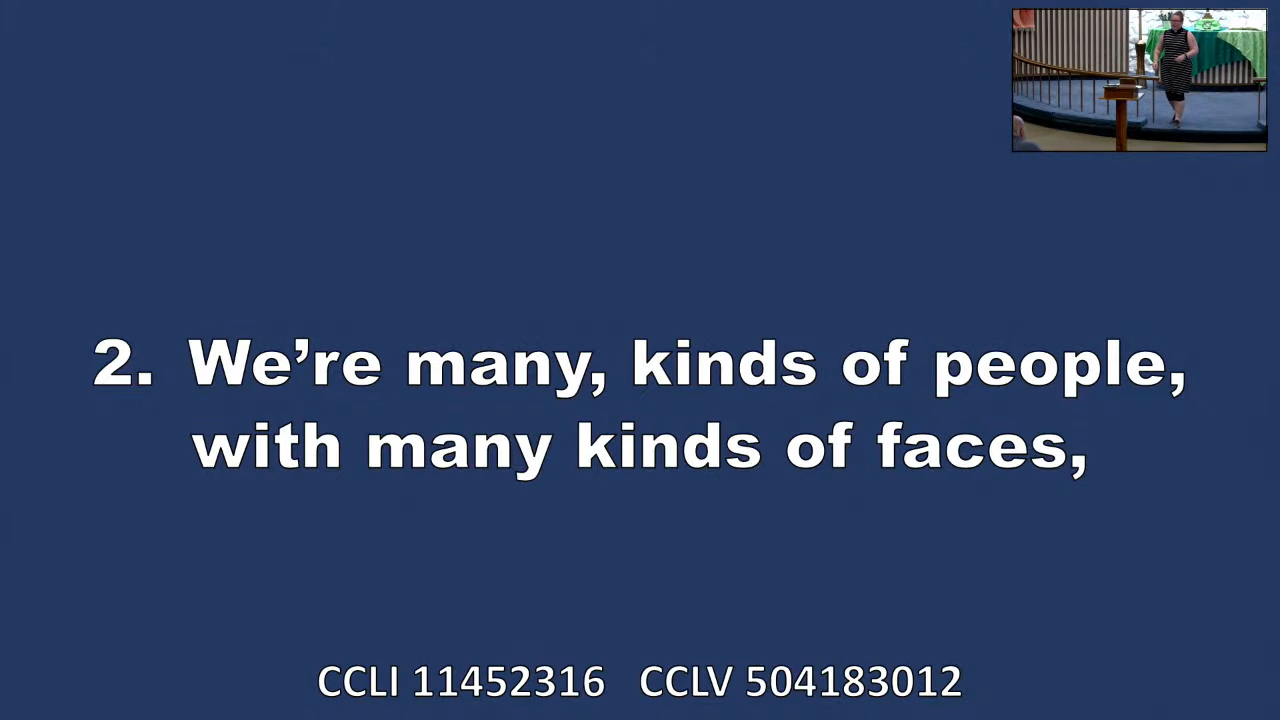 2. We’re many, kinds of people,
with many kinds of faces,
CCLI 11452316 CCLV 504183012